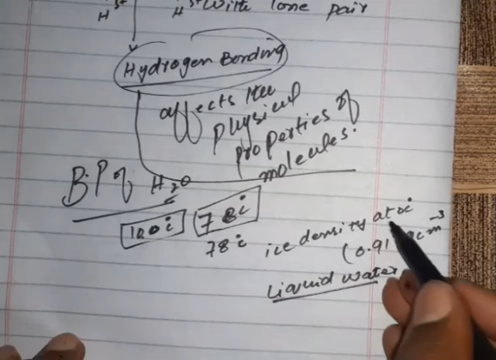 H δ+ H δ+ with lone pair
Hydrogen Bonding
affects the
physical
properties of
molecules.
B.P of H₂O
100°c 78°c
78°c
ice density at 0°c
(0.91 cm⁻³
Liquid water